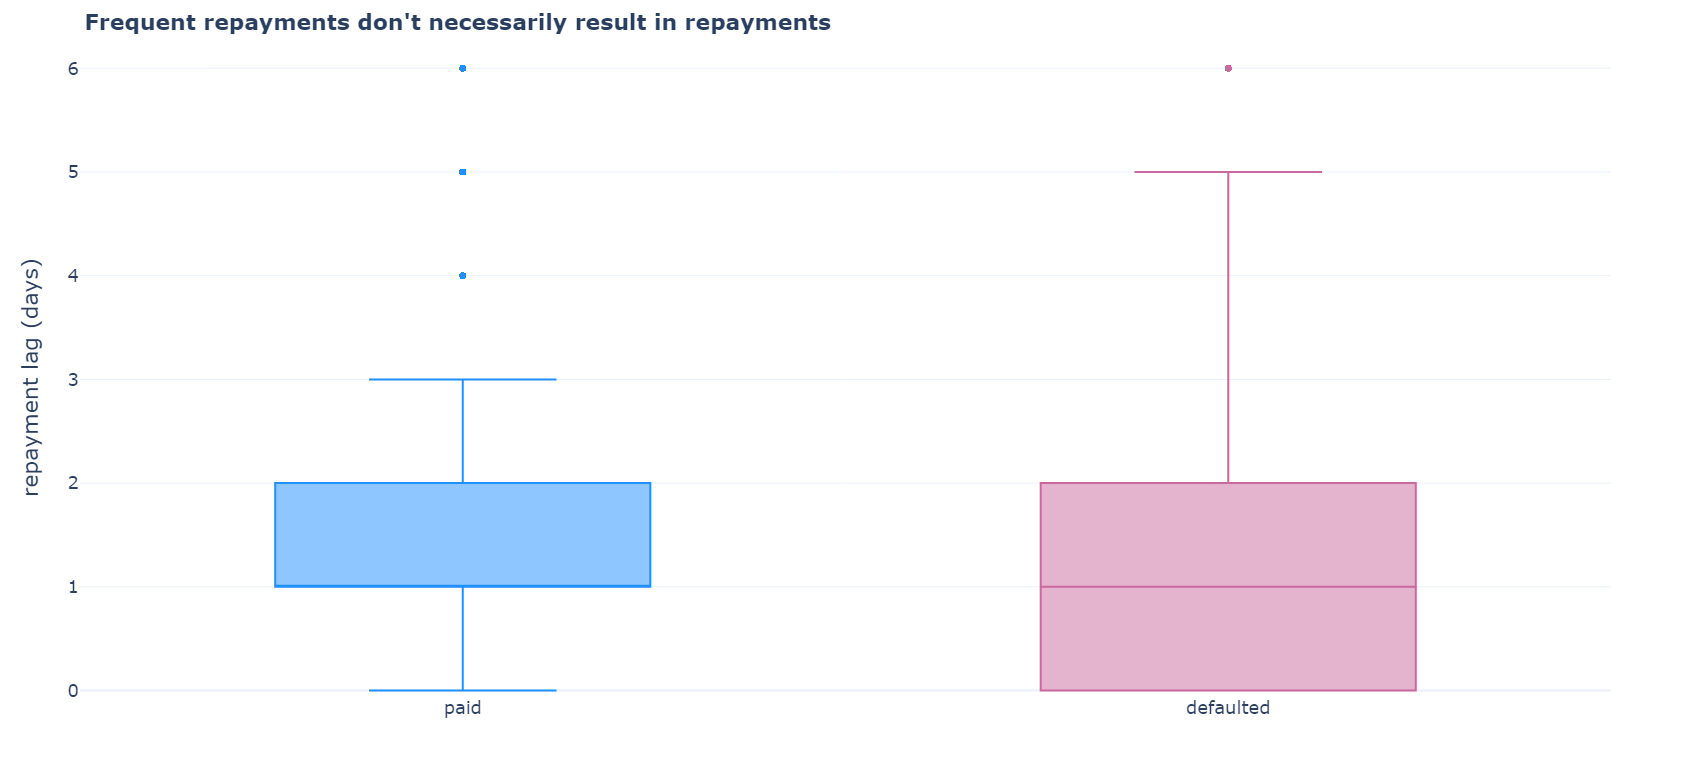 Frequent repayments don't necessarily result in repayments
6
5
4
3
2
1
0
repayment lag (days)
paid
defaulted